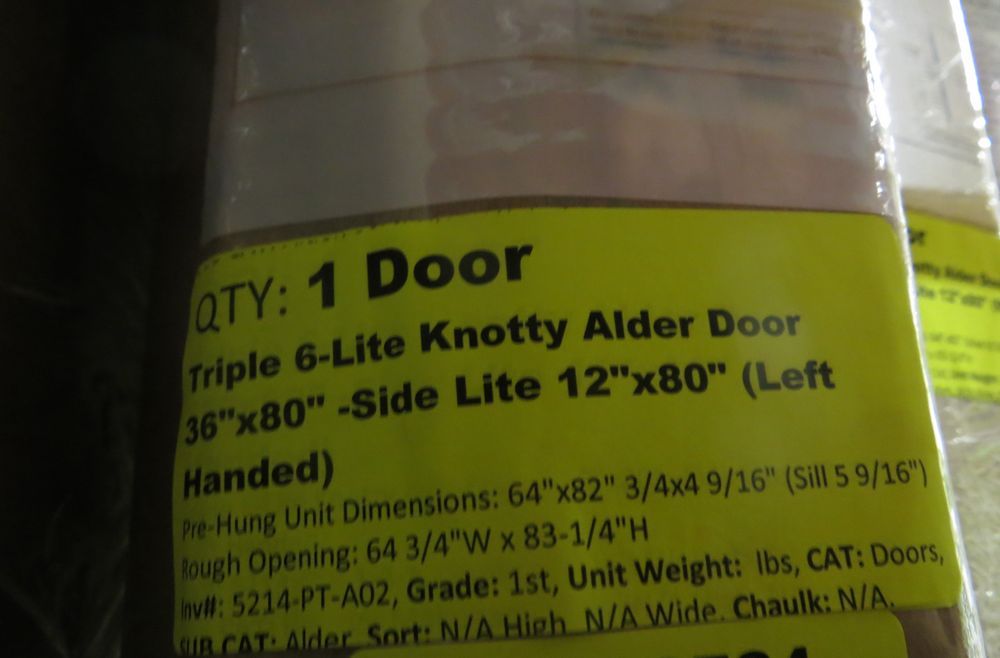 QTY: 1 Door
Triple 6-Lite Knotty Alder Door
36"x80" -Side Lite 12"x80" (Left
Handed)
Pre-Hung Unit Dimensions: 64"x82" 3/4x4 9/16" (Sill 5 9/16")
Rough Opening: 64 3/4"W x 83-1/4"H
Inv#: 5214-PT-A02, Grade: 1st, Unit Weight: lbs, CAT: Doors,
SUB CAT: Alder, Sort: N/A High, N/A Wide, Chaulk: N/A,